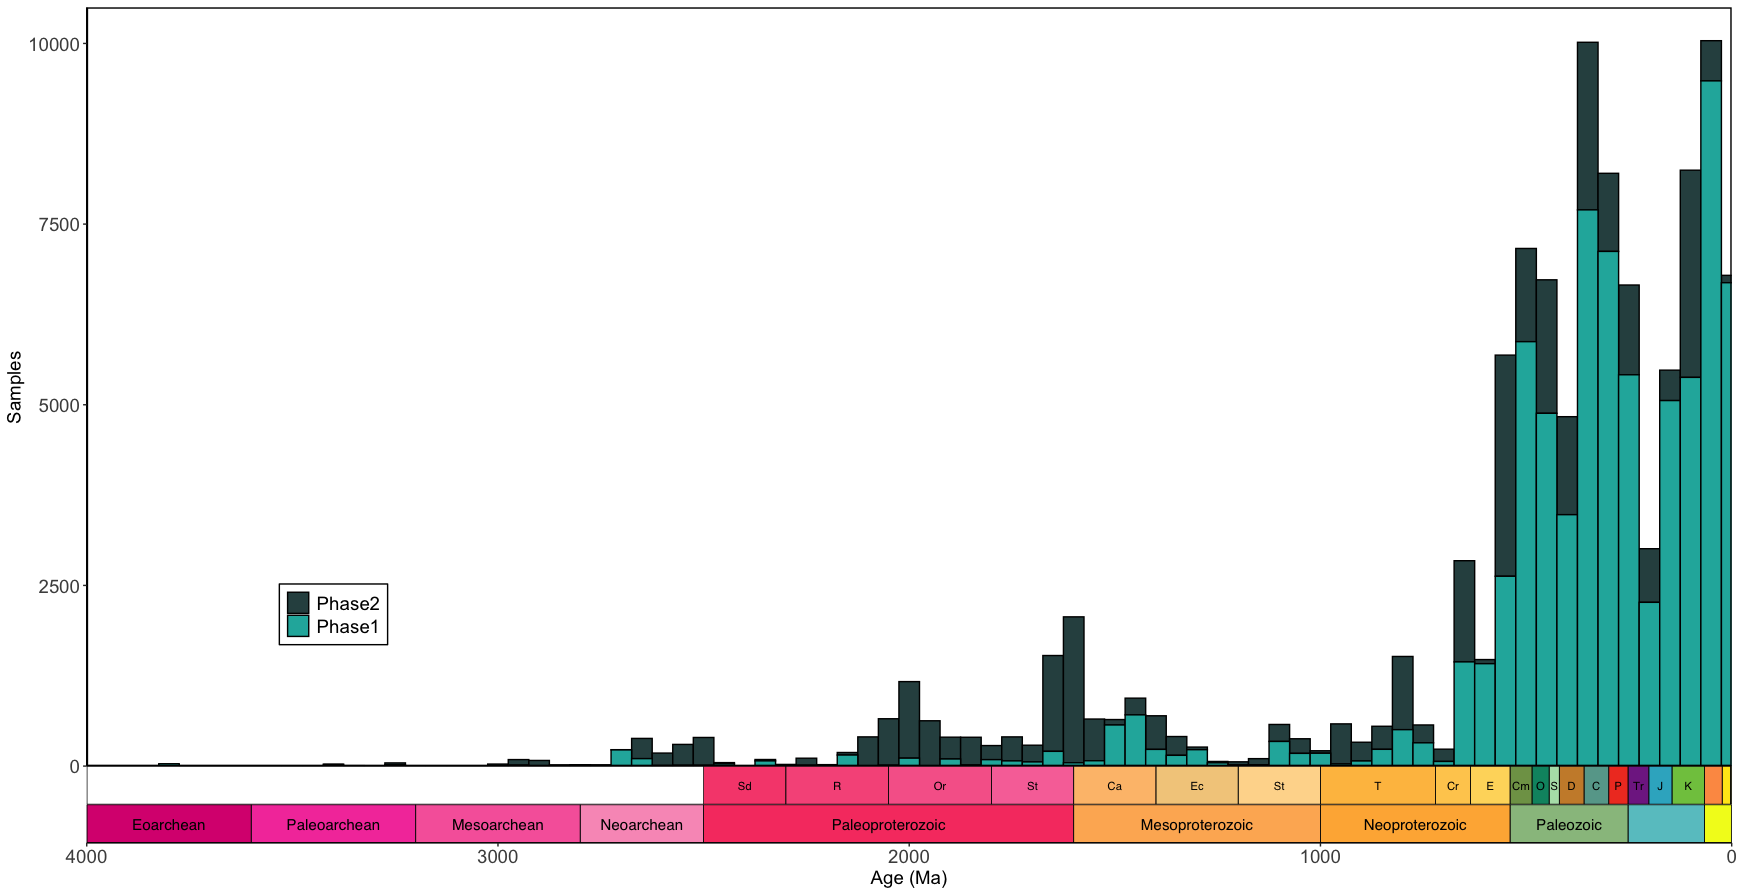 10000
7500
5000
2500
0
Samples
Phase2
Phase1
Sd R Or St Ca Ec St T Cr E Cm O S D C P Tr J K
Eoarchean Paleoarchean Mesoarchean Neoarchean Paleoproterozoic Mesoproterozoic Neoproterozoic Paleozoic
4000 3000 2000 1000 0
Age (Ma)